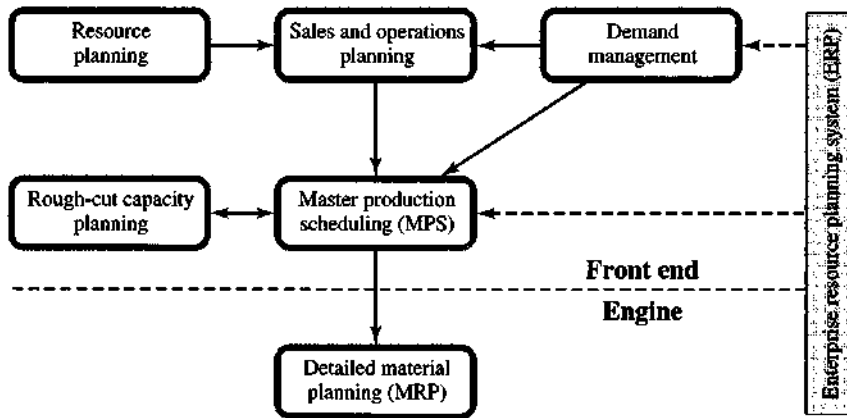 Resource
planning
Sales and operations
planning
Demand
management
Enterprise resource planning system (ERP)
Rough-cut capacity
planning
Master production
scheduling (MPS)
Front end
Engine
Detailed material
planning (MRP)